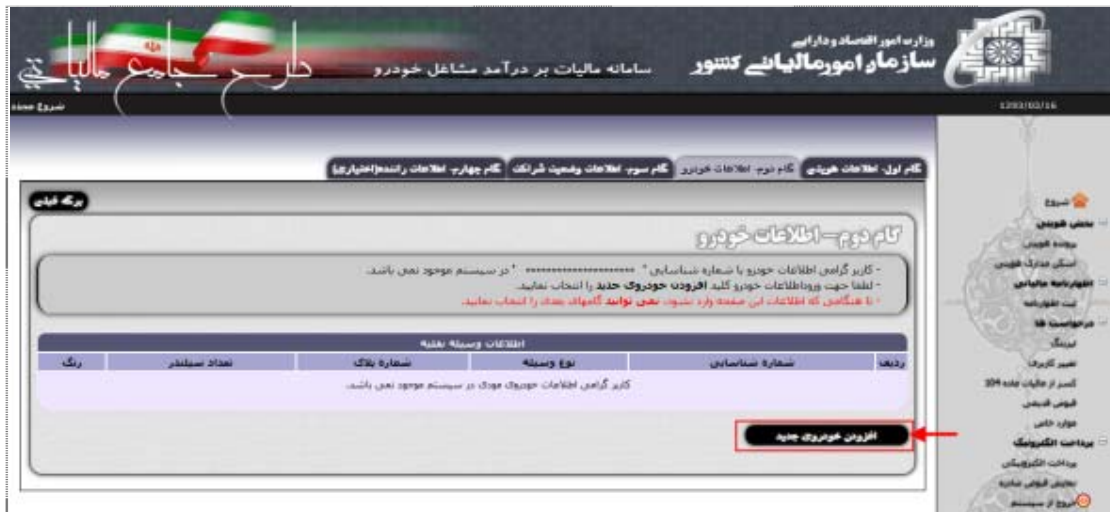 وزارت امور اقتصاد و دارایی
سازمان امور مالیاتی کشور
سامانه مالیات بر درآمد مشاغل خودرو
طرح جامع مالیاتی
1393/02/16
گام اول- اطلاعات هویتی
گام دوم- اطلاعات خودرو
گام سوم- اطلاعات وضعیت شراکت
گام چهارم- اطلاعات راننده(اختیاری)
برگه قبلی
گام دوم - اطلاعات خودرو
- کاربر گرامی اطلاعات خودرو با شماره شناسایی " ********************* " در سیستم موجود نمی باشد.
- لطفا جهت ورود اطلاعات خودرو کلید افزودن خودروی جدید را انتخاب نمایید.
- تا هنگامی که اطلاعات این صفحه وارد نشود، نمی توانید گامهای بعدی را انتخاب نمایید.
اطلاعات وسیله نقلیه
ردیف شماره شناسایی نوع وسیله شماره پلاک تعداد سیلندر رنگ
کاربر گرامی اطلاعات خودروی مودی در سیستم موجود نمی باشد.
افزودن خودروی جدید
شروع
بخش هویتی
پرونده هویتی
اسکن مدارک هویتی
اظهارنامه مالیاتی
ثبت اظهارنامه
درخواست ها
لیزینگ
تغییر کاربری
کسر از مالیات ماده 104
قبوض قدیمی
موارد خاص
پرداخت الکترونیک
پرداخت الکترونیکی
نمایش قبوض صادره
خروج از سیستم